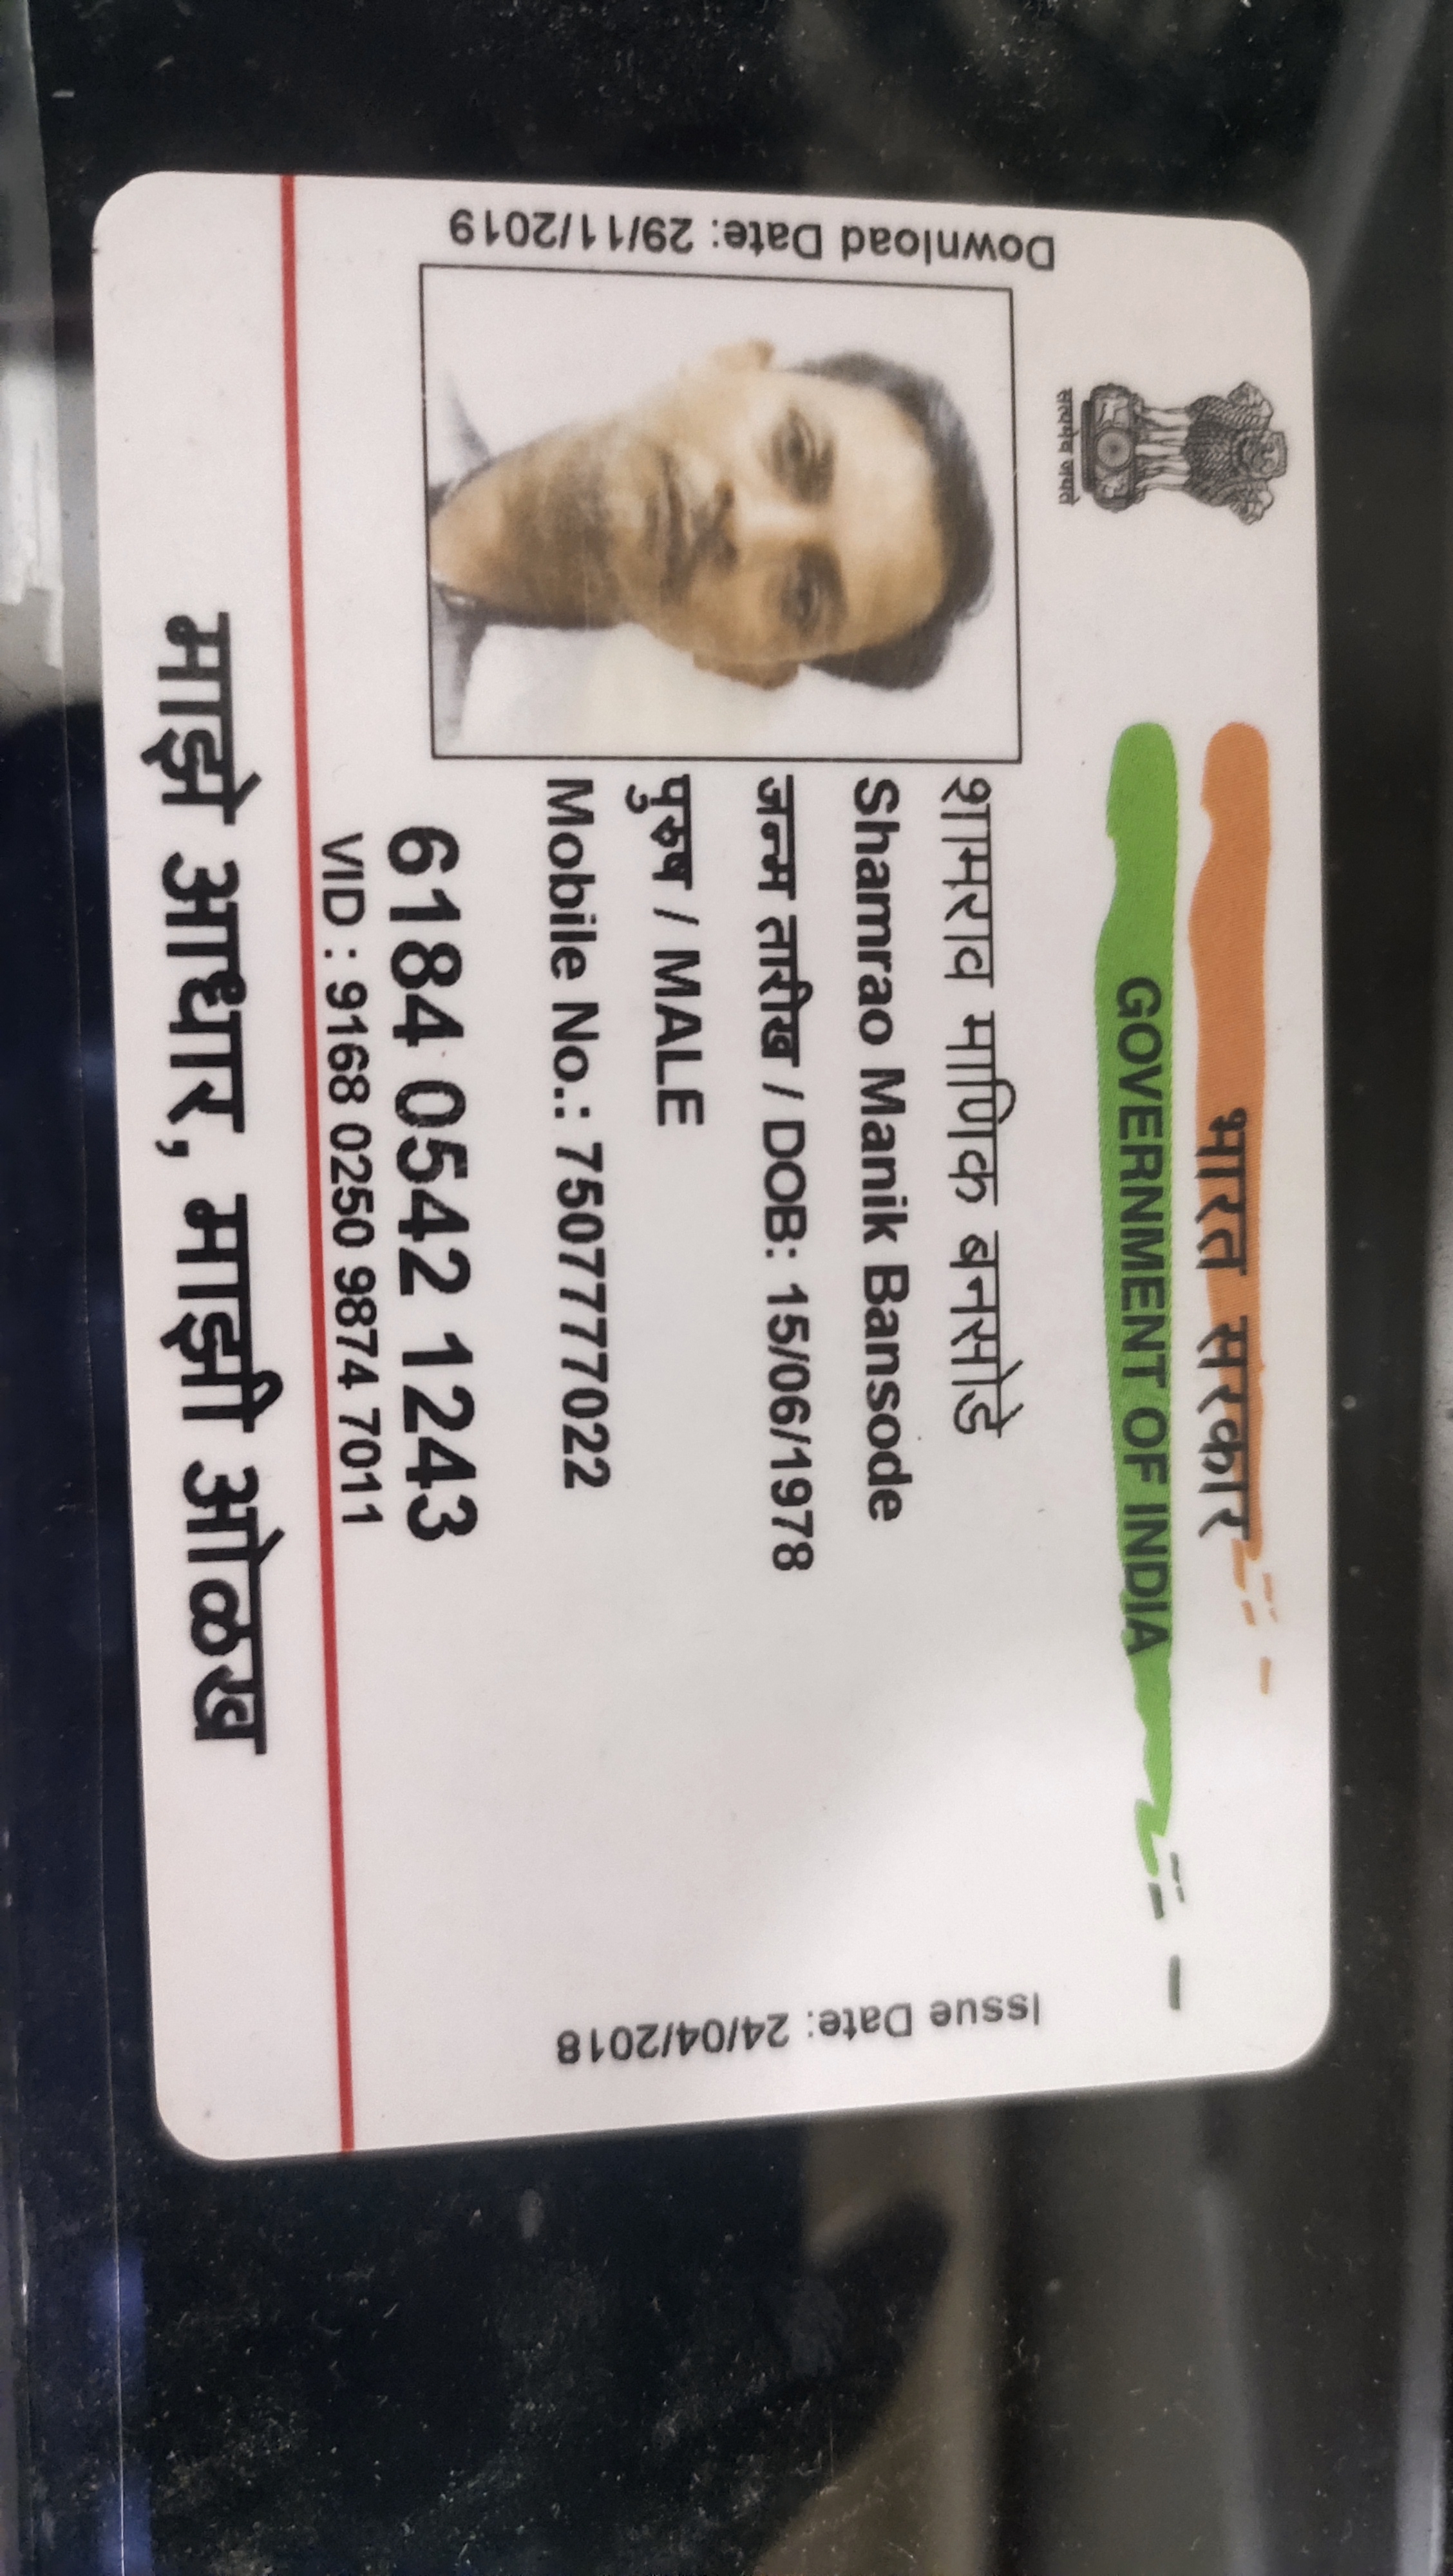 भारत सरकार
GOVERNMENT OF INDIA
सत्यमेव जयते
Download Date: 29/11/2019
Issue Date: 24/04/2018
शामराव माणिक बनसोडे
Shamrao Manik Bansode
जन्म तारीख / DOB: 15/06/1978
पुरुष / MALE
Mobile No.: 7507777022
6184 0542 1243
VID : 9168 0250 9874 7011
माझे आधार, माझी ओळख